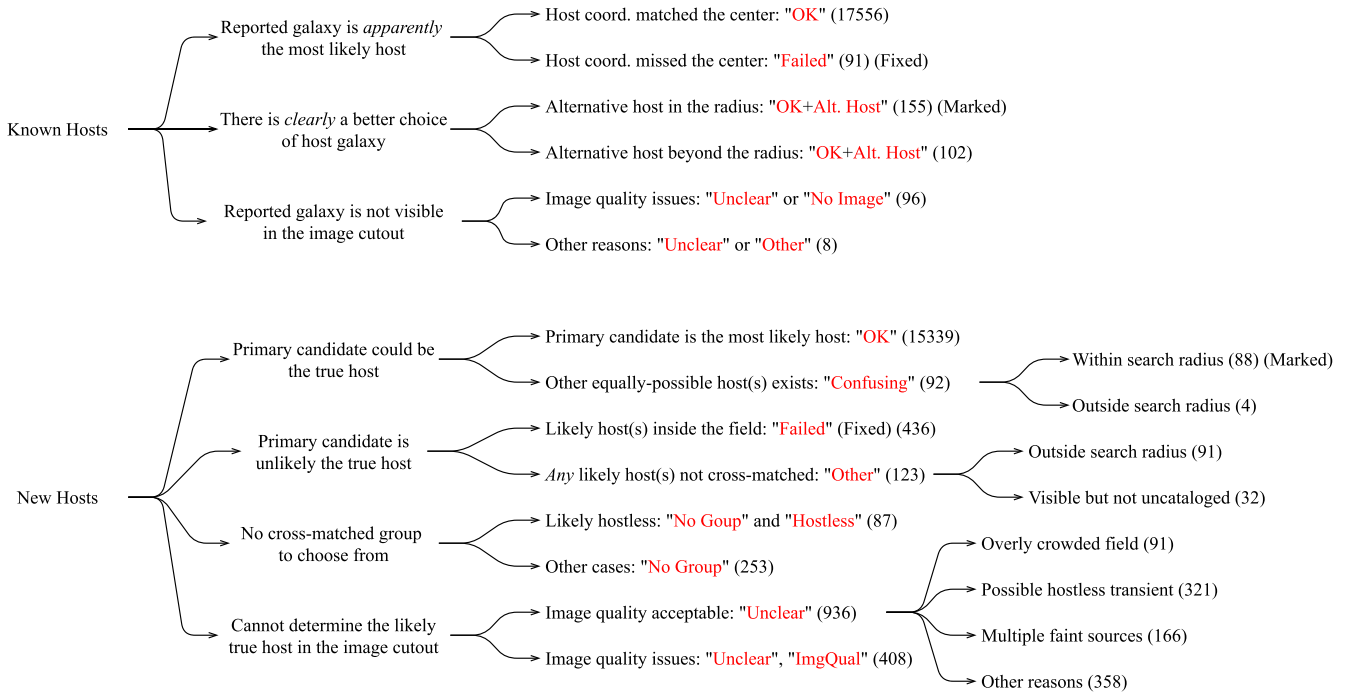 Known Hosts
Reported galaxy is apparently
the most likely host
Host coord. matched the center: "OK" (17556)
Host coord. missed the center: "Failed" (91) (Fixed)
There is clearly a better choice
of host galaxy
Alternative host in the radius: "OK+Alt. Host" (155) (Marked)
Alternative host beyond the radius: "OK+Alt. Host" (102)
Reported galaxy is not visible
in the image cutout
Image quality issues: "Unclear" or "No Image" (96)
Other reasons: "Unclear" or "Other" (8)
New Hosts
Primary candidate could be
the true host
Primary candidate is the most likely host: "OK" (15339)
Other equally-possible host(s) exists: "Confusing" (92)
Within search radius (88) (Marked)
Outside search radius (4)
Primary candidate is
unlikely the true host
Likely host(s) inside the field: "Failed" (Fixed) (436)
Any likely host(s) not cross-matched: "Other" (123)
Outside search radius (91)
Visible but not uncataloged (32)
No cross-matched group
to choose from
Likely hostless: "No Goup" and "Hostless" (87)
Other cases: "No Group" (253)
Cannot determine the likely
true host in the image cutout
Image quality acceptable: "Unclear" (936)
Overly crowded field (91)
Possible hostless transient (321)
Multiple faint sources (166)
Other reasons (358)
Image quality issues: "Unclear", "ImgQual" (408)